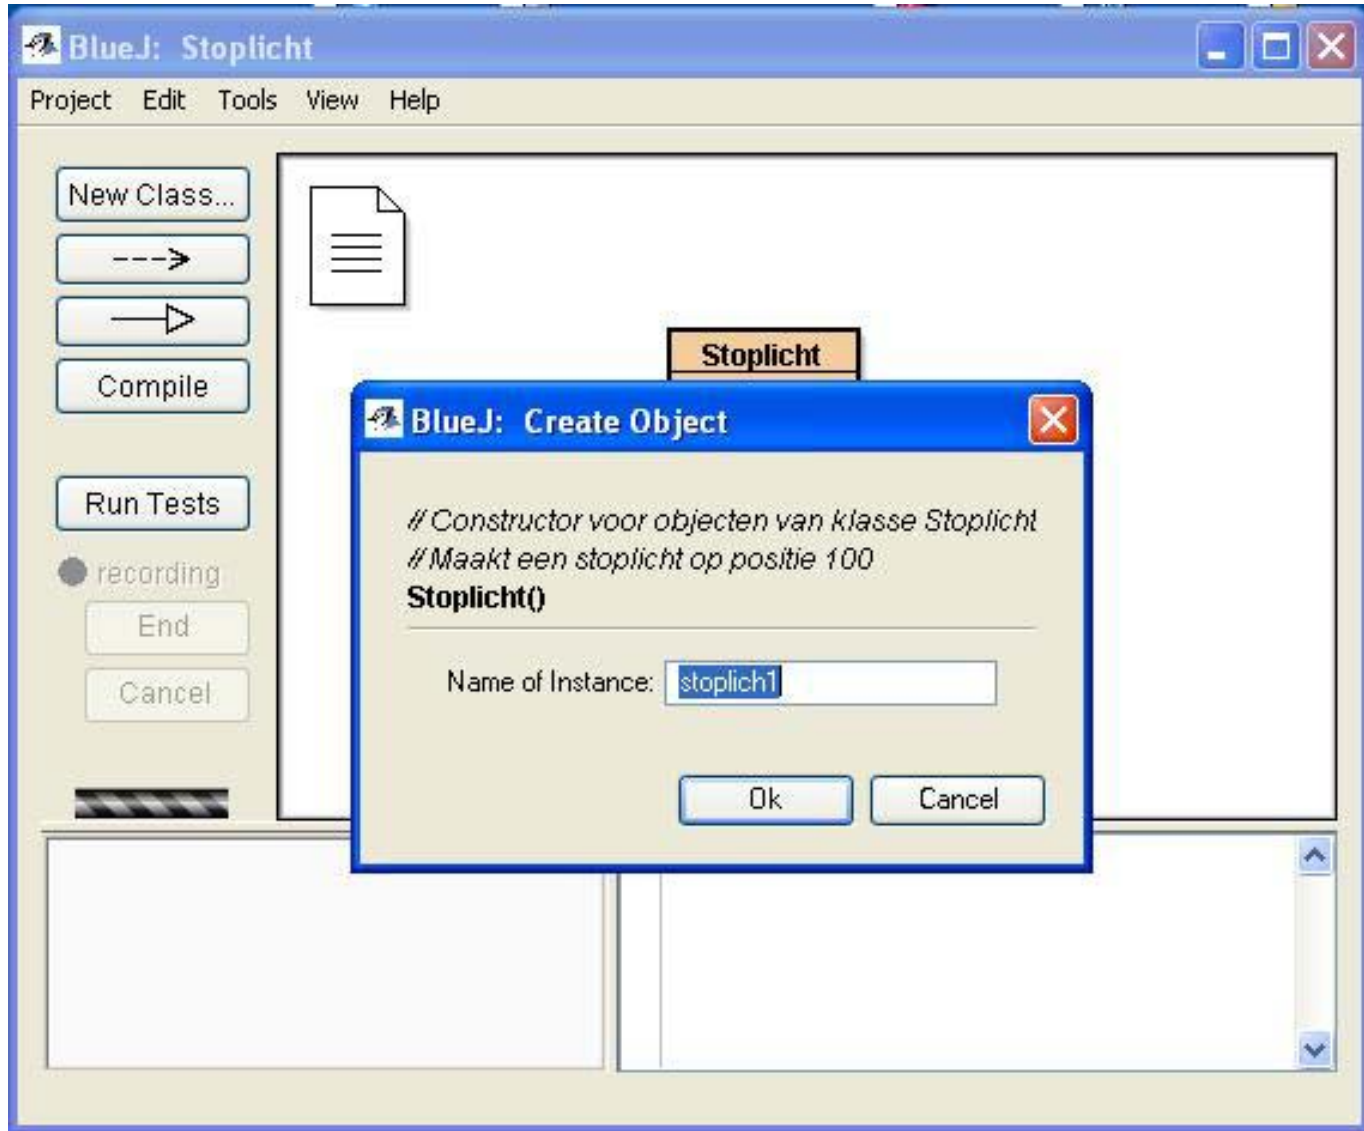 BlueJ: Stoplicht
Project Edit Tools View Help
New Class...
Compile
Run Tests
recording
End
Cancel
Stoplicht
BlueJ: Create Object
// Constructor voor objecten van klasse Stoplicht
// Maakt een stoplicht op positie 100
Stoplicht()
Name of Instance: stoplich1
Ok Cancel